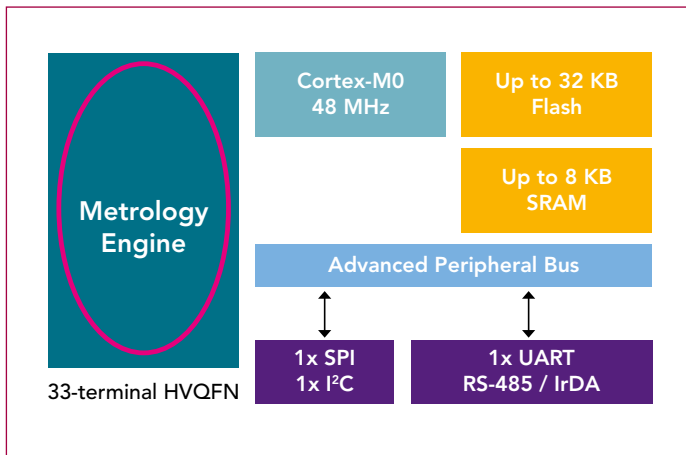 Metrology
Engine
33-terminal HVQFN
Cortex-M0
48 MHz
Up to 32 KB
Flash
Up to 8 KB
SRAM
Advanced Peripheral Bus
1x SPI
1x I²C
1x UART
RS-485 / IrDA